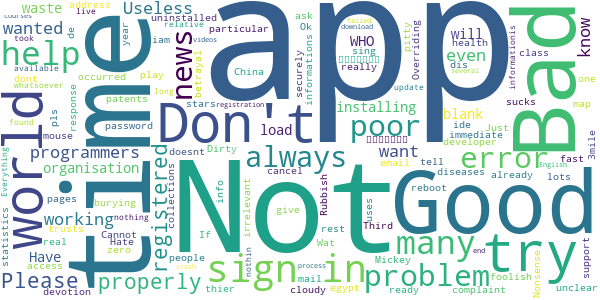 app
Not
time
Good
Bad
Don't
try
world
sign in
help
news
poor
error
many
problem
always
Please
properly
registered
working
want
wanted
Useless
waste
programmers
organisation
installing
load
blank
even
know
WHO
will
Have
courses
live
address
took
available
dont
whatsoever
videos
relative
iam
de
year
uninstalled
particular
occurred
play
long
patents
response
stars
betrayal
China
ask
Ok
securely
informations
sing
really
failed
download
pity
Overriding
health
dis
several
update
informationis
class
sucks
one
map
ide
immediate
Just
developer
fast
3mile
English
email
tell
diseases
already
lots
reboot
uses
Third
cancel
Rubbish
give
irrelevant
info
Dirty
doesnt
If
people
collections
nothing
registration
password
mouse
pls
found
statistics
Everything
pages
burying
trusts
real
access
devotion
Cannot
Hate
zero
thier
mail
nothin
cloudy
Wat
rest
process
egypt
crash
Mickey
ready
end
complaint
foolish
Nonsense
unclear
support